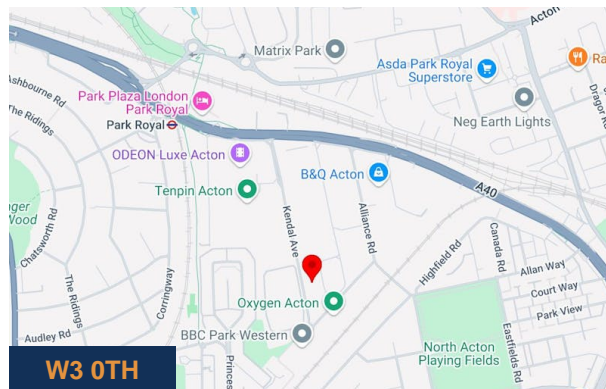 Matrix Park
Acton
Asda Park Royal
Superstore
Ra
Ashbourne Rd
Park Plaza London
Park Royal
Dragor Rd
The Ridings
Park Royal
Neg Earth Lights
ODEON Luxe Acton
B&Q Acton
Tenpin Acton
A40
nger
Wood
Chatsworth Rd
Kendal Ave
Alliance Rd
Highfield Rd
Canada Rd
Allan Way
The Ridings
Corringway
Court Way
Oxygen Acton
Park View
BBC Park Western
Audley Rd
North Acton
Playing Fields
Eastfields Rd
Princes
W3 0TH